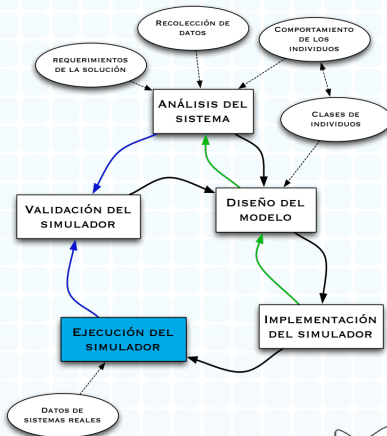 RECOLECCIÓN DE
DATOS
COMPORTAMIENTO
DE LOS
INDIVIDUOS
REQUERIMIENTOS
DE LA SOLUCIÓN
ANÁLISIS DEL
SISTEMA
CLASES DE
INDIVIDUOS
VALIDACIÓN DEL
SIMULADOR
DISEÑO DEL
MODELO
EJECUCIÓN DEL
SIMULADOR
IMPLEMENTACIÓN
DEL SIMULADOR
DATOS DE
SISTEMAS REALES